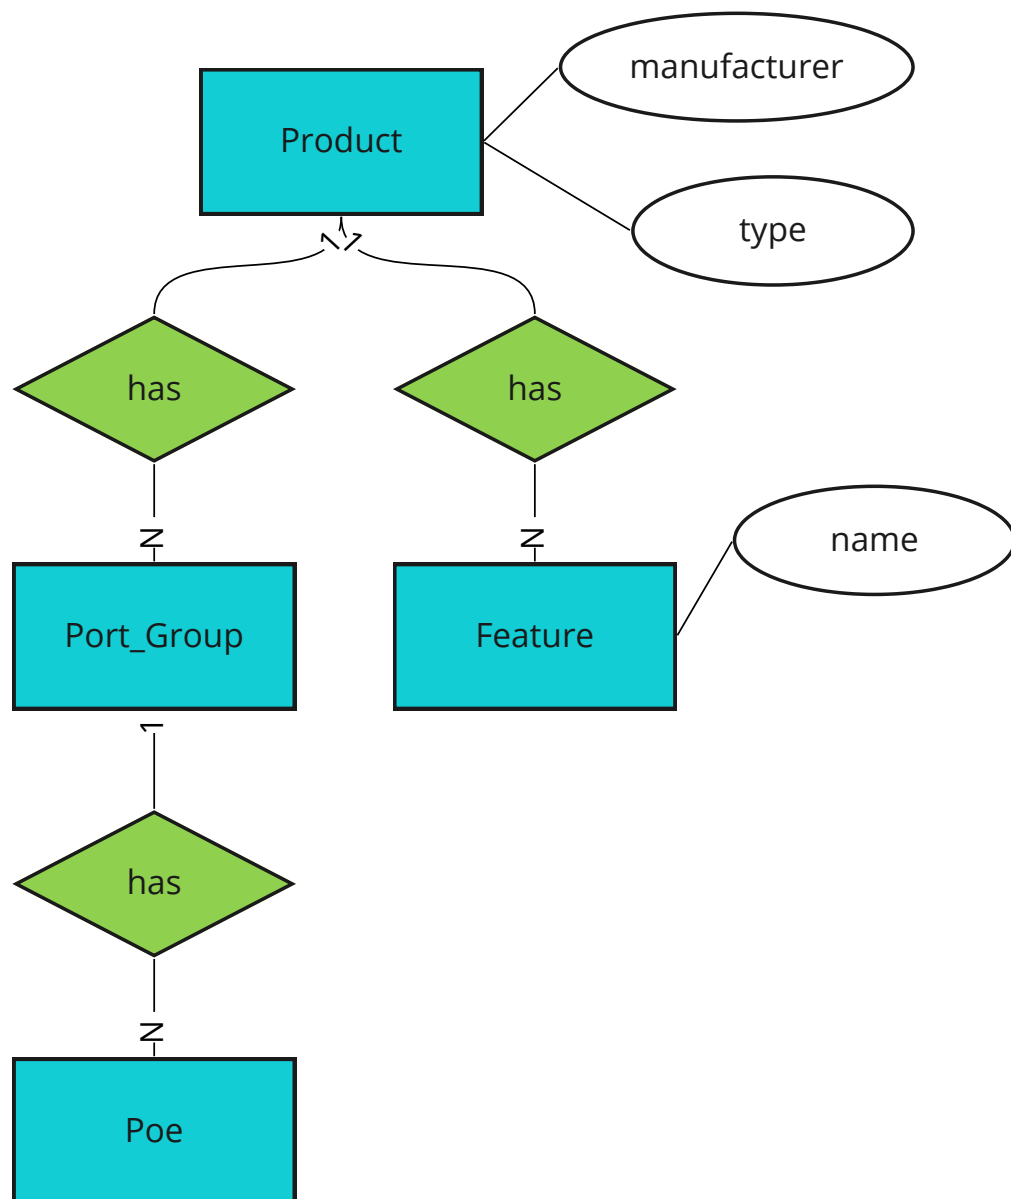 manufacturer
Product
type
1
1
has
has
N
N
name
Port_Group
Feature
1
has
N
Poe